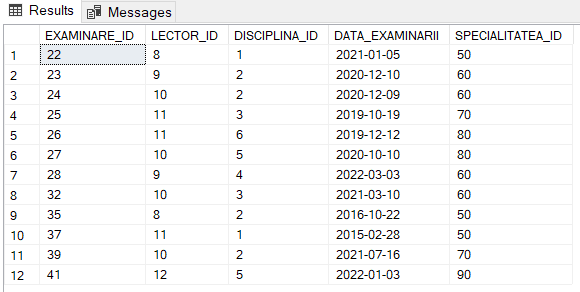 Results Messages
EXAMINARE_ID LECTOR_ID DISCIPLINA_ID DATA_EXAMINARII SPECIALITATEA_ID
1 22 8 1 2021-01-05 50
2 23 9 2 2020-12-10 60
3 24 10 2 2020-12-09 60
4 25 11 3 2019-10-19 70
5 26 11 6 2019-12-12 80
6 27 10 5 2020-10-10 80
7 28 9 4 2022-03-03 60
8 32 10 3 2021-03-10 60
9 35 8 2 2016-10-22 50
10 37 11 1 2015-02-28 50
11 39 10 2 2021-07-16 70
12 41 12 5 2022-01-03 90